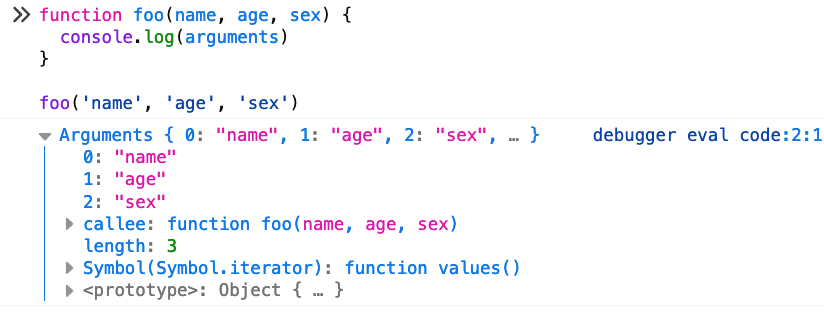 function foo(name, age, sex) {
console.log(arguments)
}
foo('name', 'age', 'sex')
Arguments { 0: "name", 1: "age", 2: "sex", … } debugger eval code:2:1
0: "name"
1: "age"
2: "sex"
callee: function foo(name, age, sex)
length: 3
Symbol(Symbol.iterator): function values()
<prototype>: Object { … }